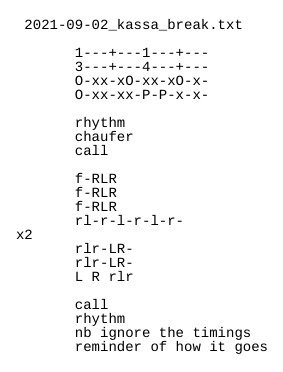 2021-09-02_kassa_break.txt
1---+---1---+---
3---+---4---+---
O-xx-xO-xx-xO-x-
O-xx-xx-P-P-x-x-
rhythm
chaufer
call
f-RLR
f-RLR
f-RLR
rl-r-l-r-l-r-
x2
rlr-LR-
rlr-LR-
L R rlr
call
rhythm
nb ignore the timings
reminder of how it goes